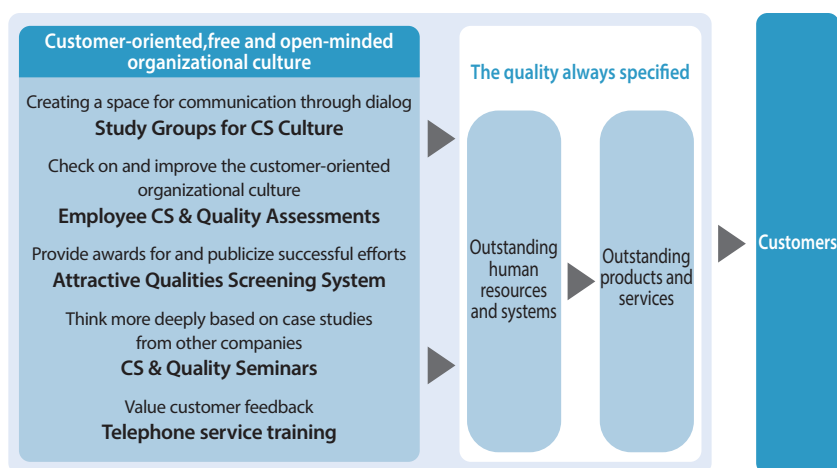 Customer-oriented,free and open-minded
organizational culture
Creating a space for communication through dialog
Study Groups for CS Culture
Check on and improve the customer-oriented
organizational culture
Employee CS & Quality Assessments
Provide awards for and publicize successful efforts
Attractive Qualities Screening System
Think more deeply based on case studies
from other companies
CS & Quality Seminars
Value customer feedback
Telephone service training
The quality always specified
Outstanding
human
resources
and systems
Outstanding
products and
services
Customers